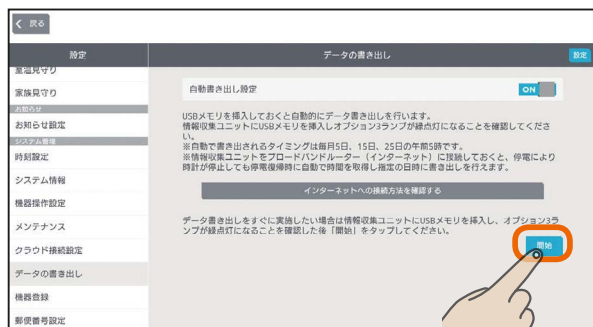 戻る
設定
データの書き出し
設定
室温見守り
家族見守り
お知らせ
お知らせ設定
システム管理
時刻設定
システム情報
機器操作設定
メンテナンス
クラウド接続設定
データの書き出し
機器登録
郵便番号設定
自動書き出し設定
ON
USBメモリを挿入しておくと自動的にデータ書き出しを行います。
情報収集ユニットにUSBメモリを挿入しオプション3ランプが緑点灯になることを確認してくださ
い。
※自動で書き出されるタイミングは毎月5日、15日、25日の午前5時です。
※情報収集ユニットをブロードバンドルーター（インターネット）に接続しておくと、停電により
時計が停止しても停電復帰時に自動で時間を取得し指定の日時に書き出しを行えます。
インターネットへの接続方法を確認する
データ書き出しをすぐに実施したい場合は情報収集ユニットにUSBメモリを挿入し、オプション3ラ
ンプが緑点灯になることを確認した後「開始」をタップしてください。
開始